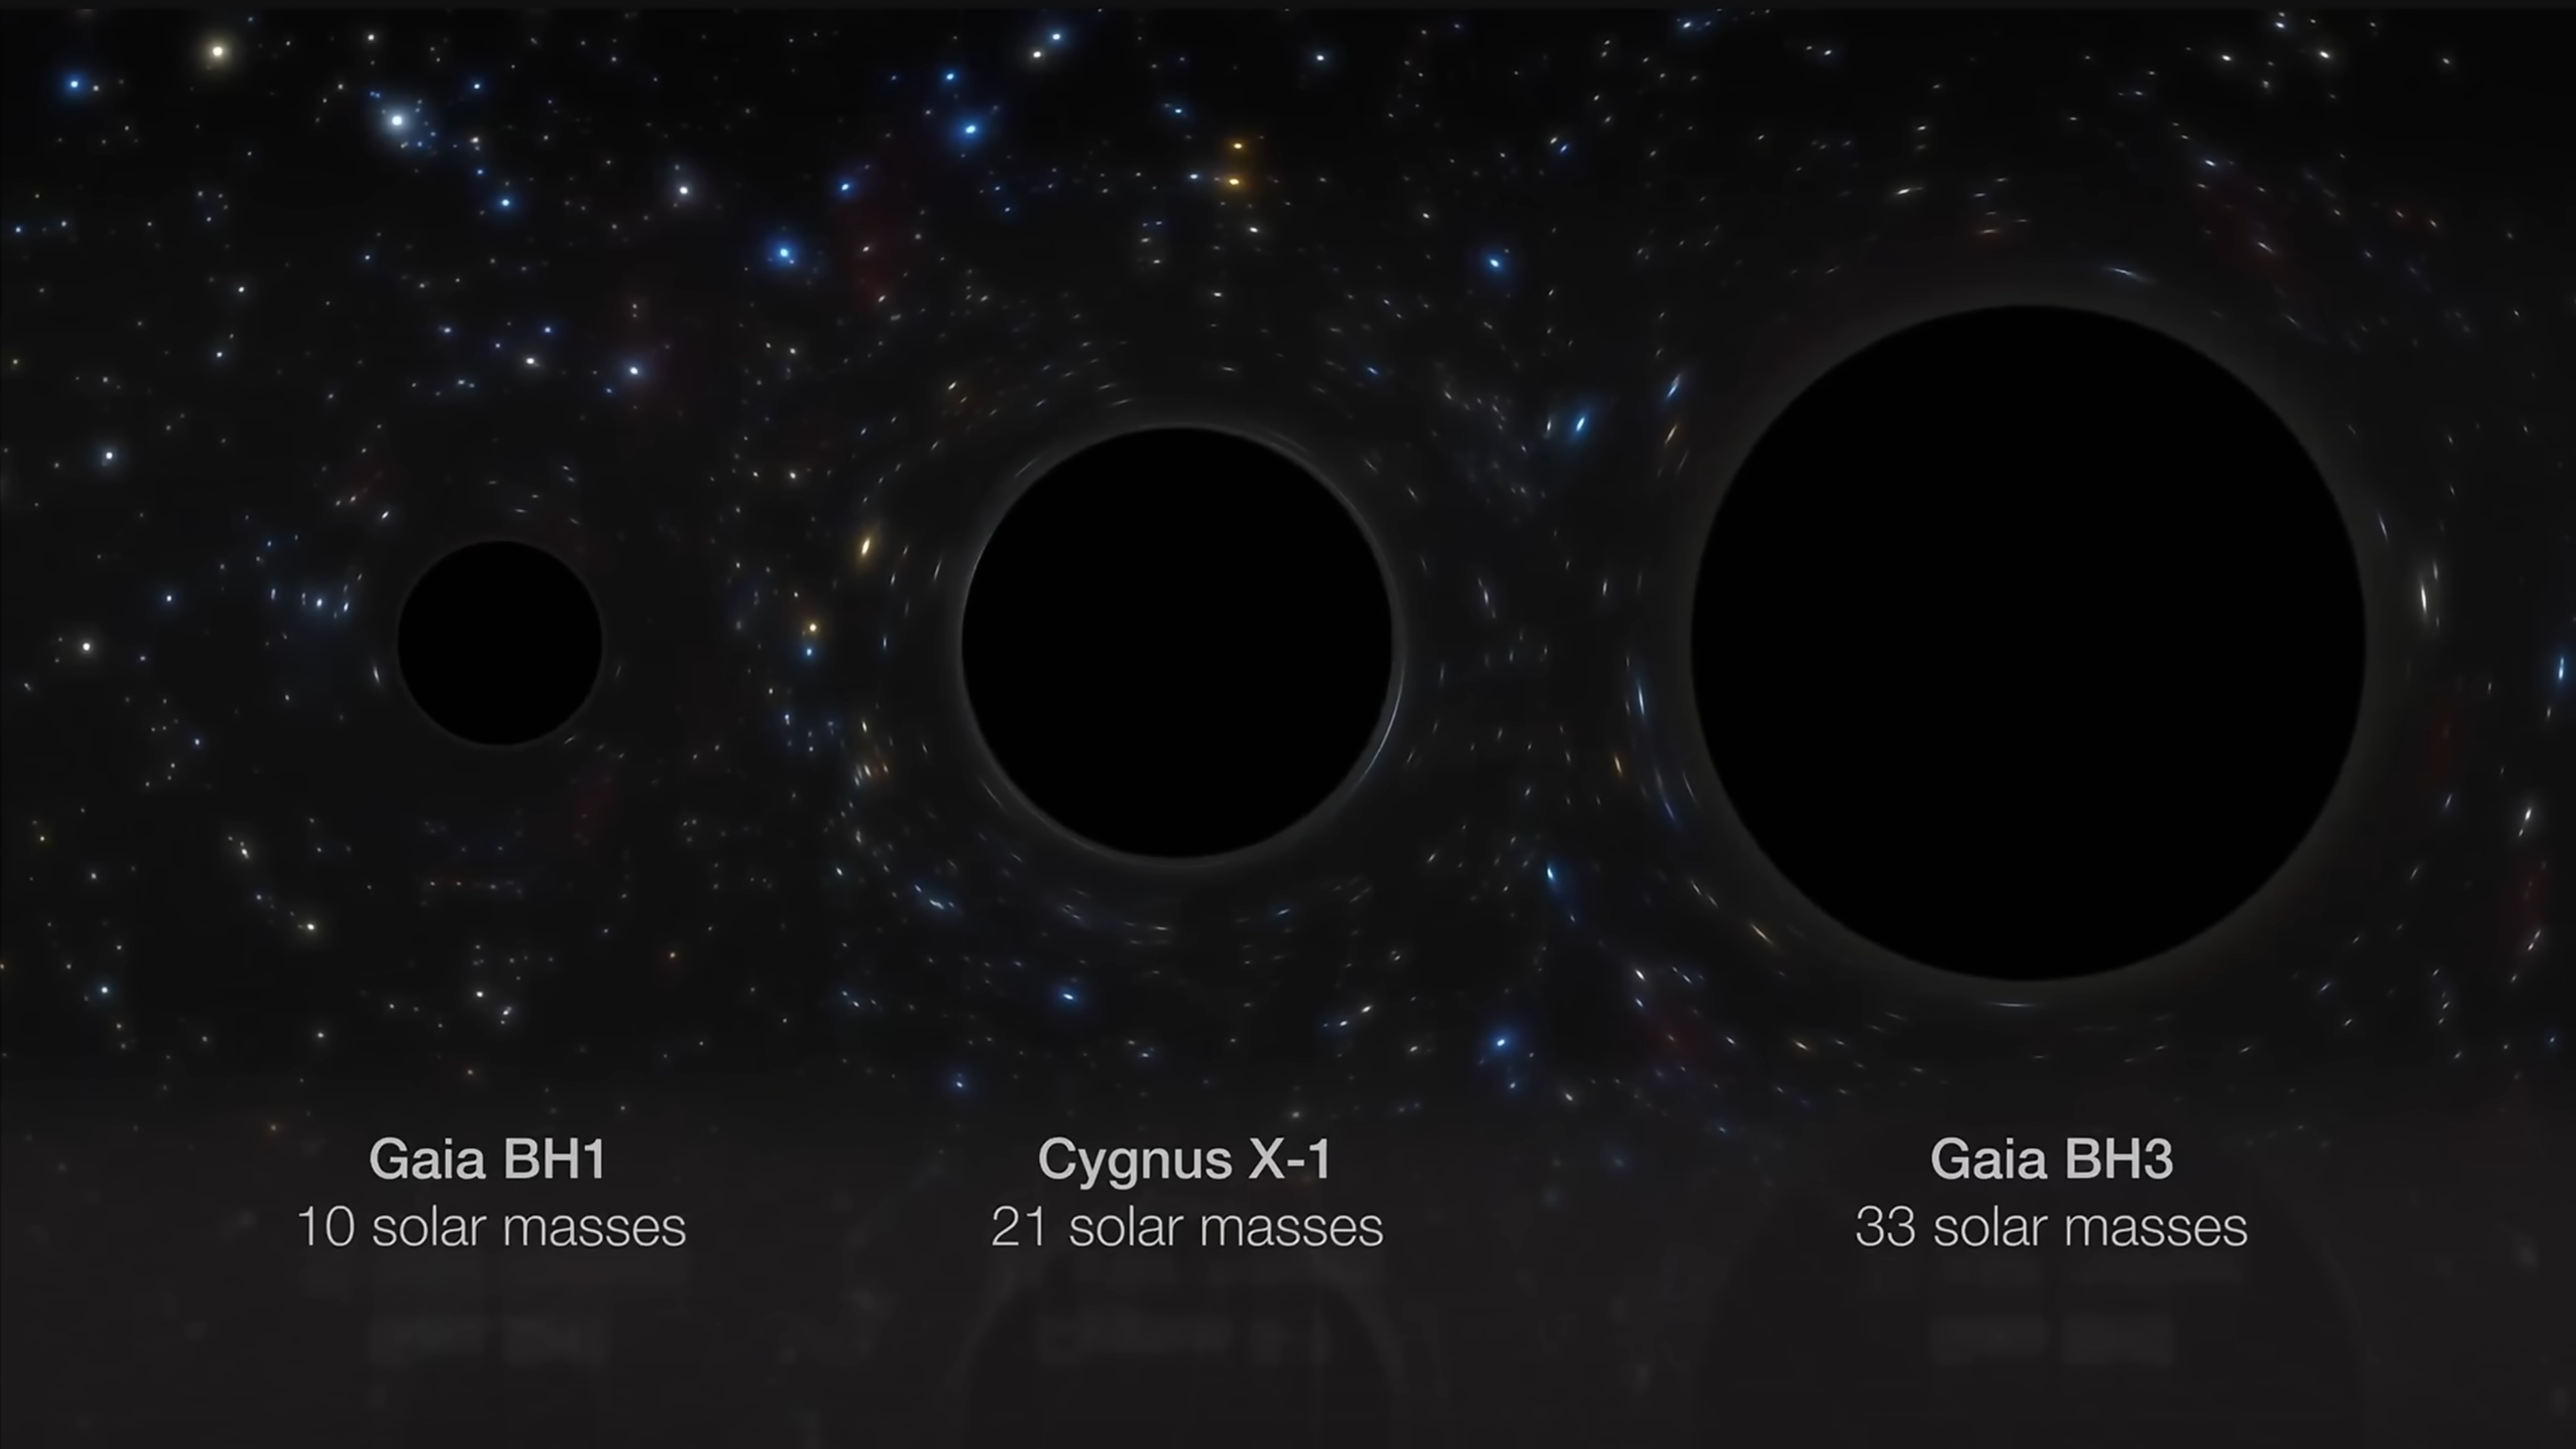 Gaia BH1
10 solar masses
Cygnus X-1
21 solar masses
Gaia BH3
33 solar masses